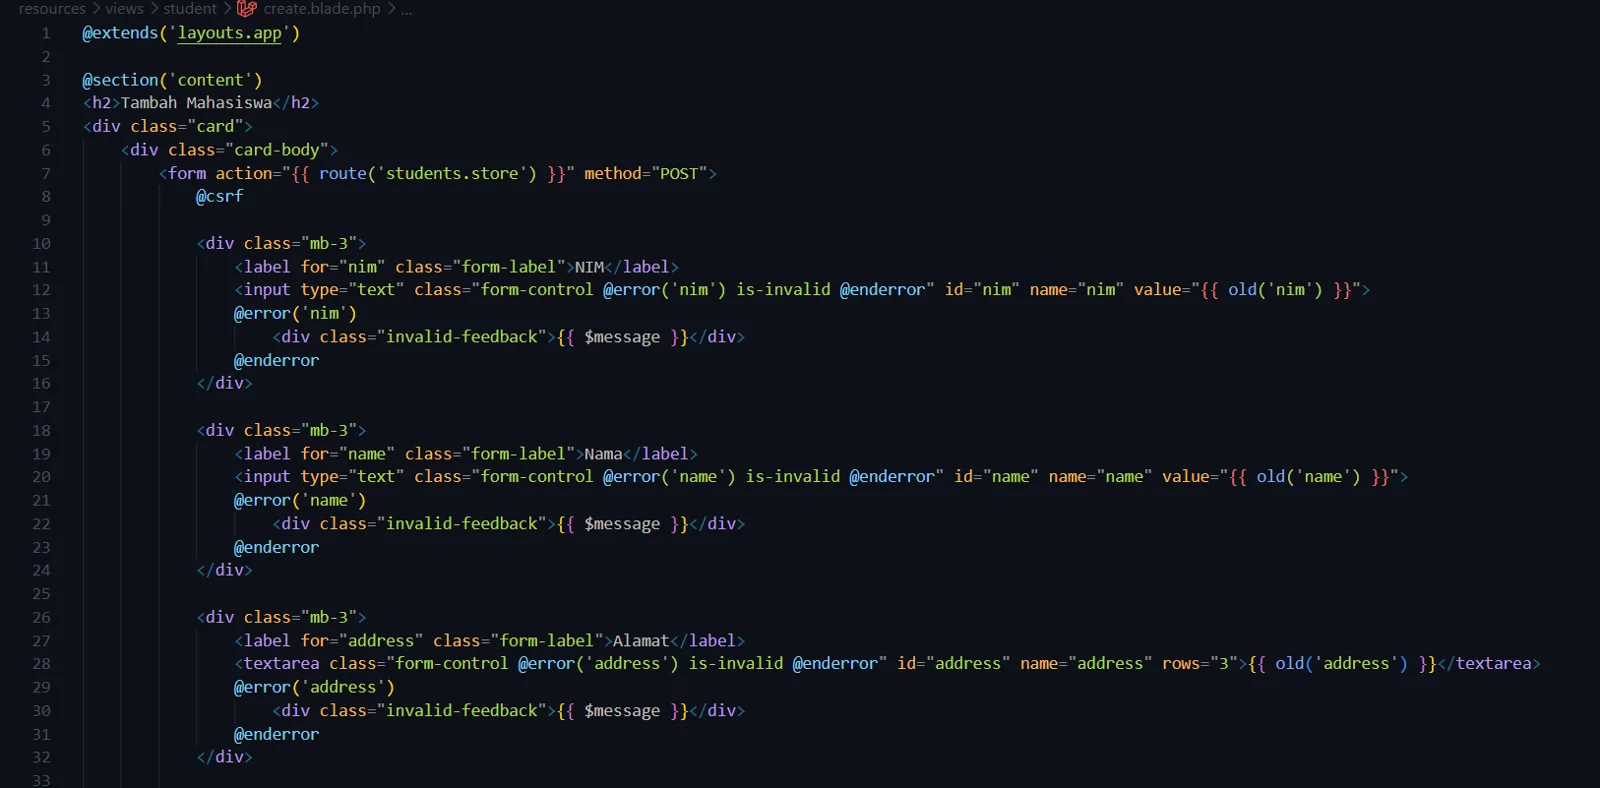 resources > views > student > create.blade.php > ...
1 @extends('layouts.app')
2
3 @section('content')
4 <h2>Tambah Mahasiswa</h2>
5 <div class="card">
6 <div class="card-body">
7 <form action="{{ route('students.store') }}" method="POST">
8 @csrf
9
10 <div class="mb-3">
11 <label for="nim" class="form-label">NIM</label>
12 <input type="text" class="form-control @error('nim') is-invalid @enderror" id="nim" name="nim" value="{{ old('nim') }}">
13 @error('nim')
14 <div class="invalid-feedback">{{ $message }}</div>
15 @enderror
16 </div>
17
18 <div class="mb-3">
19 <label for="name" class="form-label">Nama</label>
20 <input type="text" class="form-control @error('name') is-invalid @enderror" id="name" name="name" value="{{ old('name') }}">
21 @error('name')
22 <div class="invalid-feedback">{{ $message }}</div>
23 @enderror
24 </div>
25
26 <div class="mb-3">
27 <label for="address" class="form-label">Alamat</label>
28 <textarea class="form-control @error('address') is-invalid @enderror" id="address" name="address" rows="3">{{ old('address') }}</textarea>
29 @error('address')
30 <div class="invalid-feedback">{{ $message }}</div>
31 @enderror
32 </div>
33